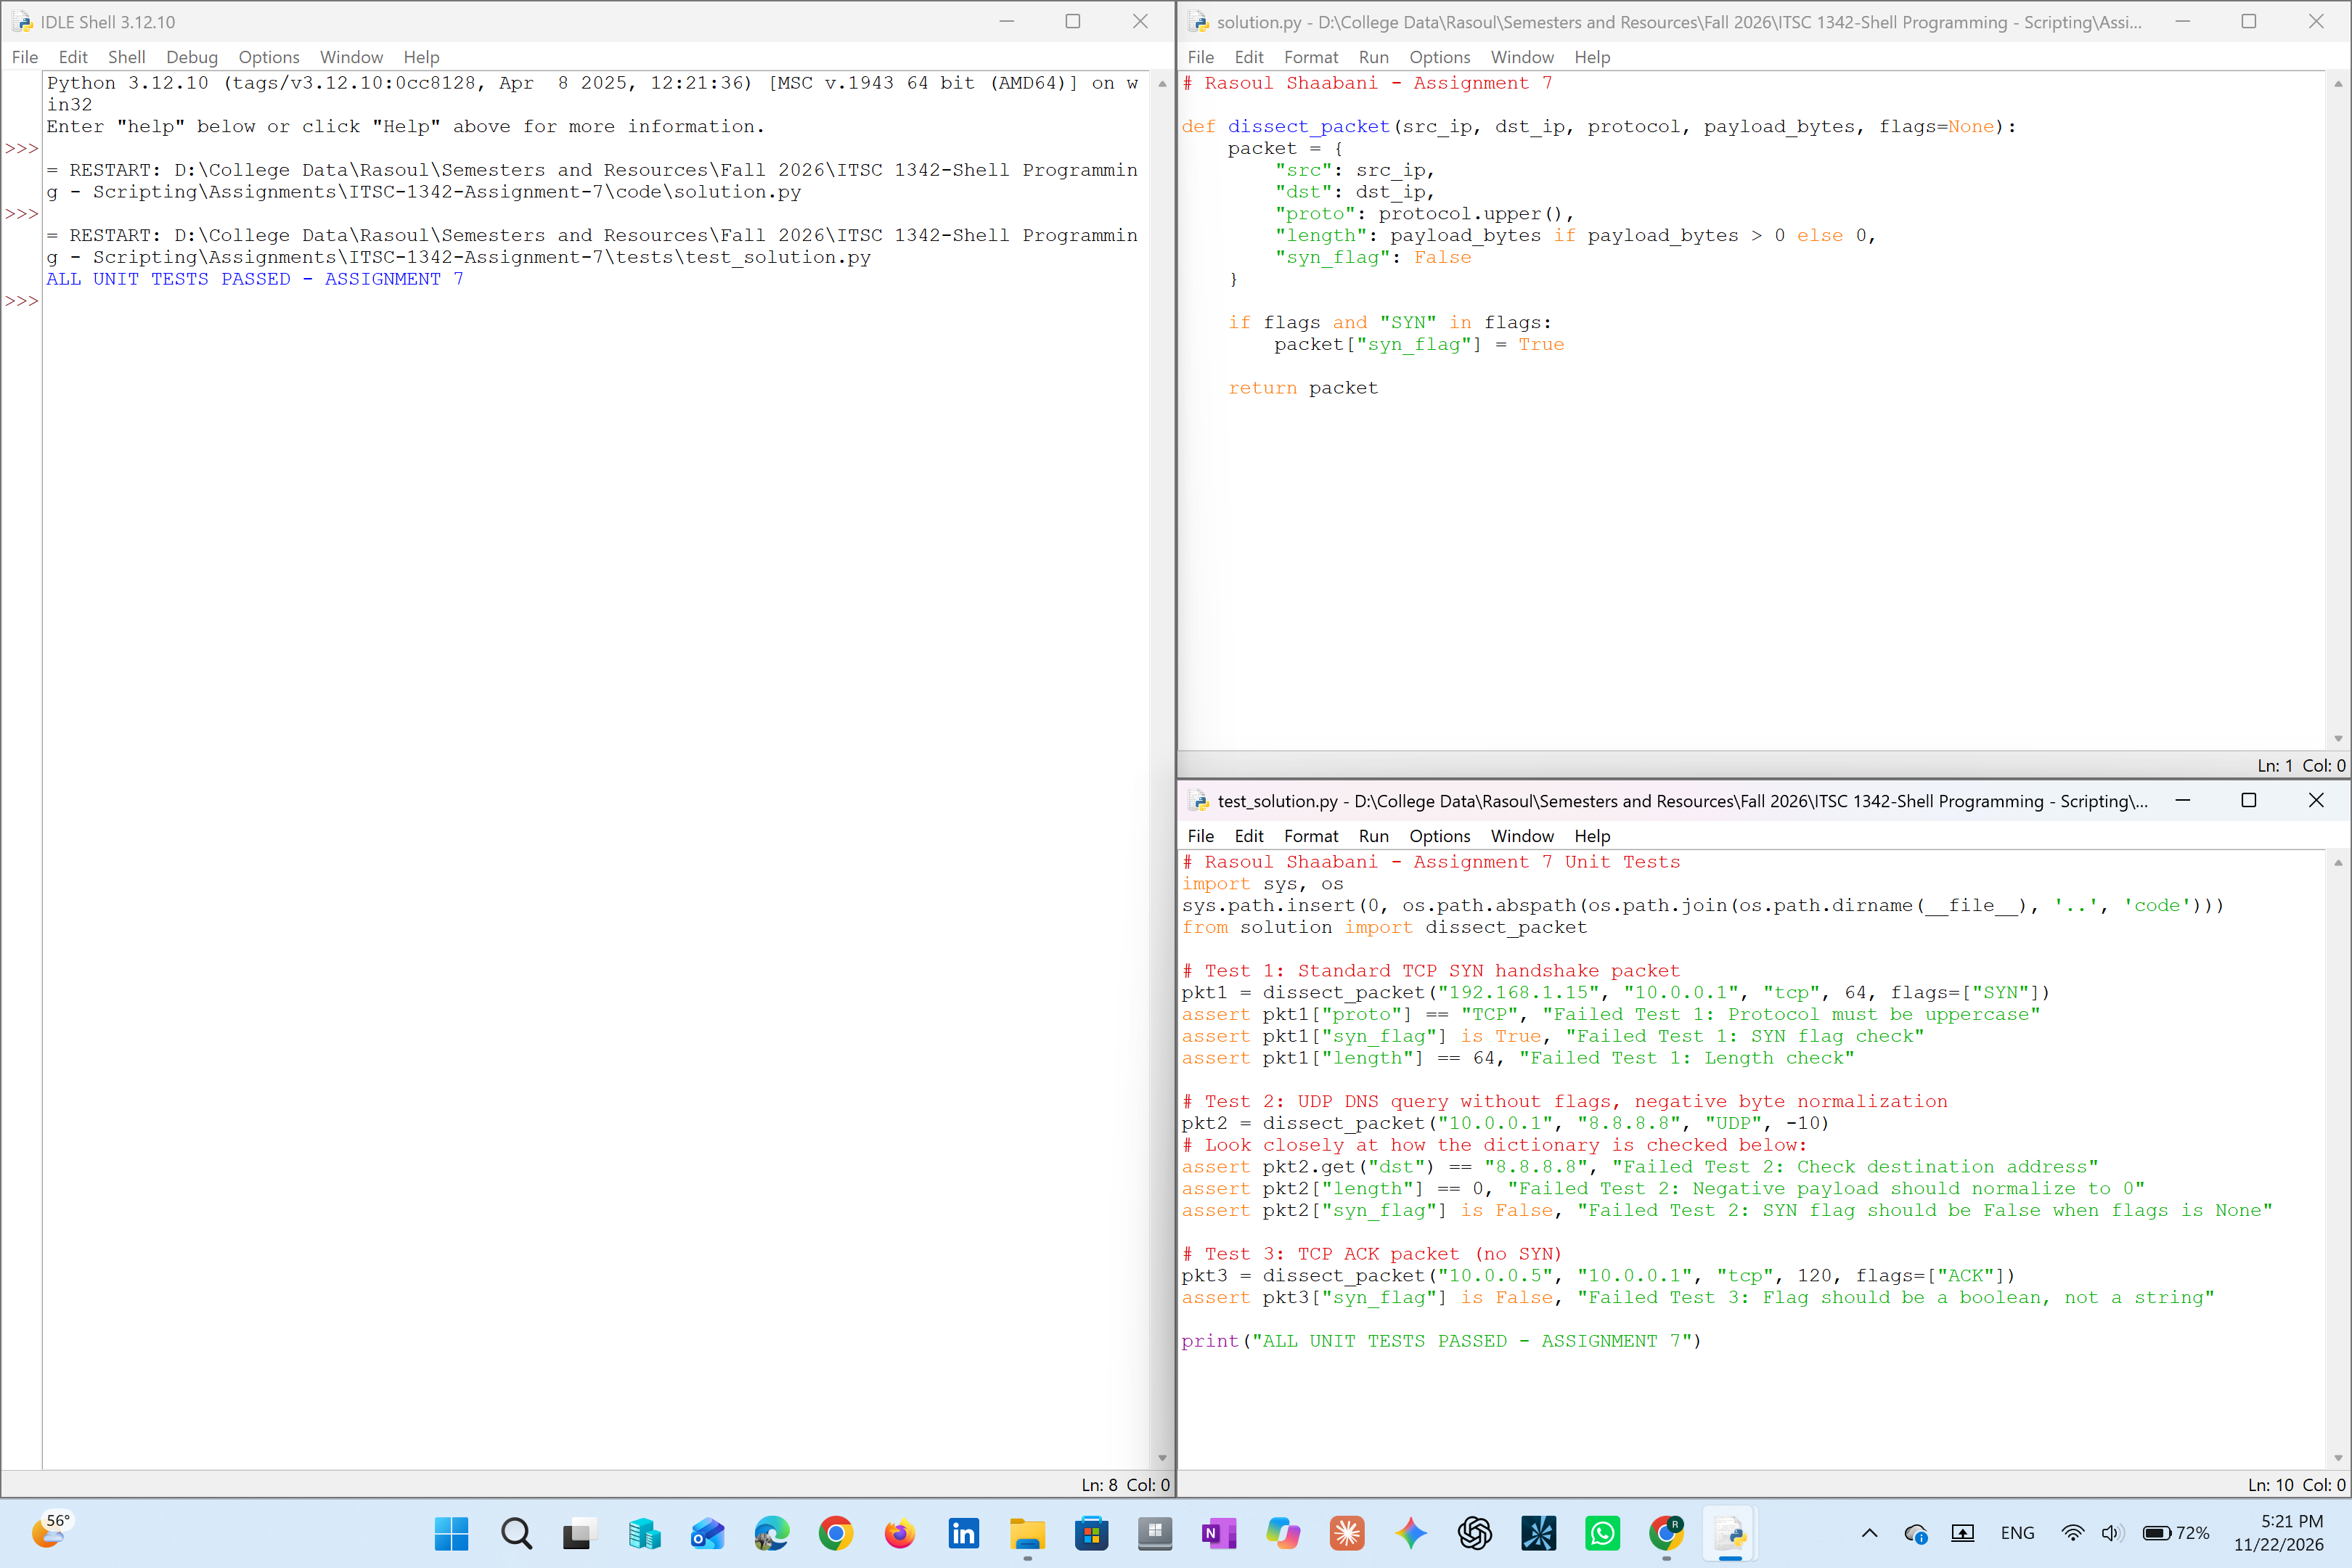 IDLE Shell 3.12.10
File Edit Shell Debug Options Window Help
Python 3.12.10 (tags/v3.12.10:0cc8128, Apr  8 2025, 12:21:36) [MSC v.1943 64 bit (AMD64)] on w
in32
Enter "help" below or click "Help" above for more information.
>>>
= RESTART: D:\College Data\Rasoul\Semesters and Resources\Fall 2026\ITSC 1342-Shell Programmin
g - Scripting\Assignments\ITSC-1342-Assignment-7\code\solution.py
>>>
= RESTART: D:\College Data\Rasoul\Semesters and Resources\Fall 2026\ITSC 1342-Shell Programmin
g - Scripting\Assignments\ITSC-1342-Assignment-7\tests\test_solution.py
ALL UNIT TESTS PASSED - ASSIGNMENT 7
>>>
Ln: 8 Col: 0
solution.py - D:\College Data\Rasoul\Semesters and Resources\Fall 2026\ITSC 1342-Shell Programming - Scripting\Assi...
File Edit Format Run Options Window Help
# Rasoul Shaabani - Assignment 7
def dissect_packet(src_ip, dst_ip, protocol, payload_bytes, flags=None):
    packet = {
        "src": src_ip,
        "dst": dst_ip,
        "proto": protocol.upper(),
        "length": payload_bytes if payload_bytes > 0 else 0,
        "syn_flag": False
    }
    if flags and "SYN" in flags:
        packet["syn_flag"] = True
    return packet
Ln: 1 Col: 0
test_solution.py - D:\College Data\Rasoul\Semesters and Resources\Fall 2026\ITSC 1342-Shell Programming - Scripting\...
File Edit Format Run Options Window Help
# Rasoul Shaabani - Assignment 7 Unit Tests
import sys, os
sys.path.insert(0, os.path.abspath(os.path.join(os.path.dirname(__file__), '..', 'code')))
from solution import dissect_packet
# Test 1: Standard TCP SYN handshake packet
pkt1 = dissect_packet("192.168.1.15", "10.0.0.1", "tcp", 64, flags=["SYN"])
assert pkt1["proto"] == "TCP", "Failed Test 1: Protocol must be uppercase"
assert pkt1["syn_flag"] is True, "Failed Test 1: SYN flag check"
assert pkt1["length"] == 64, "Failed Test 1: Length check"
# Test 2: UDP DNS query without flags, negative byte normalization
pkt2 = dissect_packet("10.0.0.1", "8.8.8.8", "UDP", -10)
# Look closely at how the dictionary is checked below:
assert pkt2.get("dst") == "8.8.8.8", "Failed Test 2: Check destination address"
assert pkt2["length"] == 0, "Failed Test 2: Negative payload should normalize to 0"
assert pkt2["syn_flag"] is False, "Failed Test 2: SYN flag should be False when flags is None"
# Test 3: TCP ACK packet (no SYN)
pkt3 = dissect_packet("10.0.0.5", "10.0.0.1", "tcp", 120, flags=["ACK"])
assert pkt3["syn_flag"] is False, "Failed Test 3: Flag should be a boolean, not a string"
print("ALL UNIT TESTS PASSED - ASSIGNMENT 7")
Ln: 10 Col: 0
56°
in
N
R
ENG
72%
5:21 PM
11/22/2026